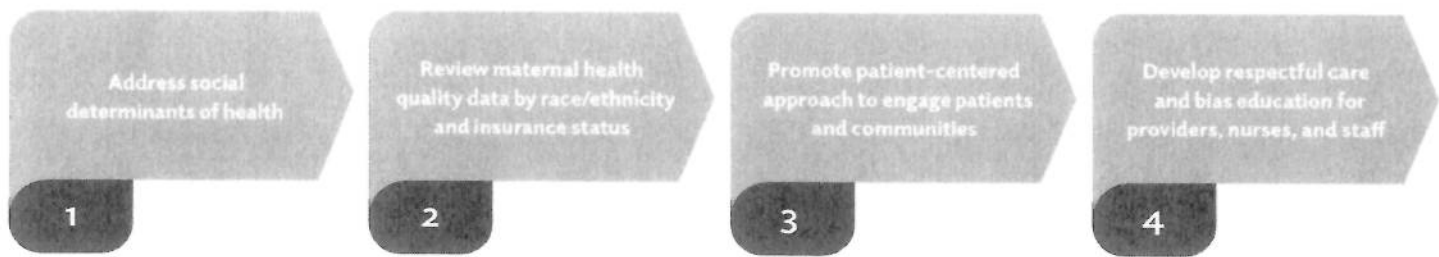 Address social
determinants of health
1
Review maternal health
quality data by race/ethnicity
and insurance status
2
Promote patient-centered
approach to engage patients
and communities
3
Develop respectful care
and bias education for
providers, nurses, and staff
4